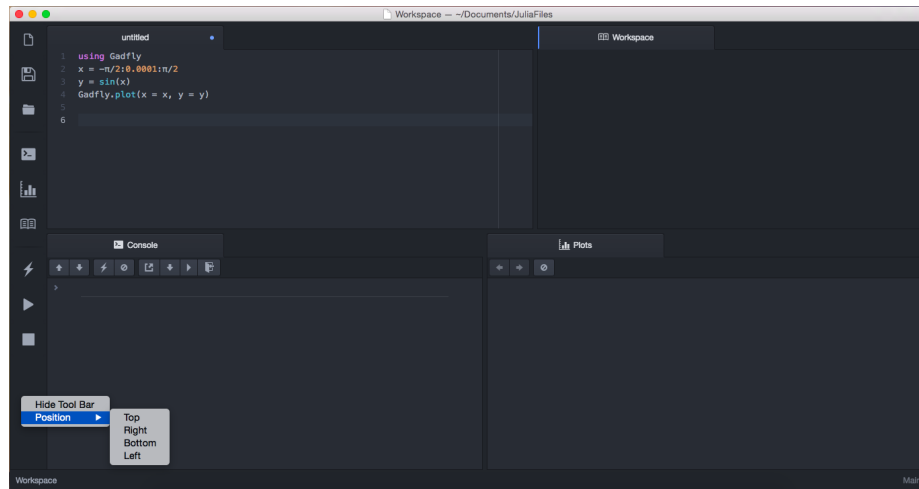 Workspace — ~/Documents/JuliaFiles
untitled
Workspace
1 using Gadfly
2 x = −π/2:0.0001:π/2
3 y = sin(x)
4 Gadfly.plot(x = x, y = y)
5
6
Console
Plots
>
Hide Tool Bar
Position
Top
Right
Bottom
Left
Workspace
Main